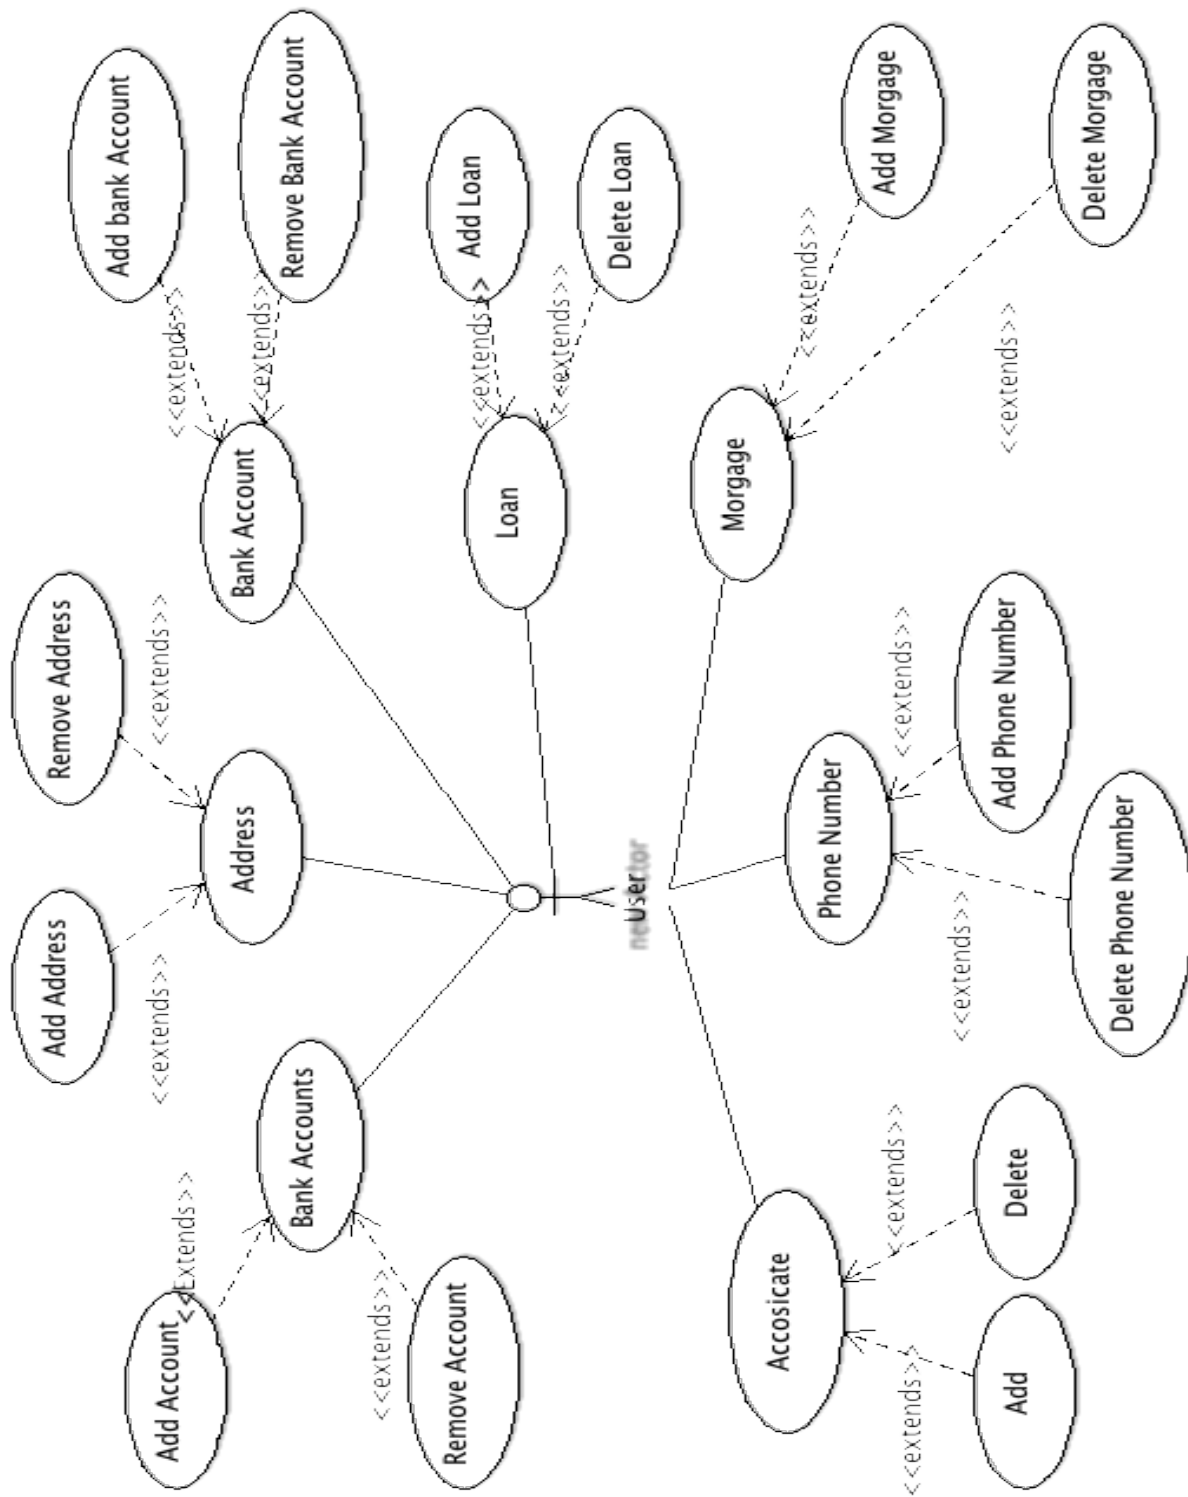 Add Address
Remove Address
Add bank Account
<<extends>>
<<extends>>
Add Account
<<Extends>>
<<extends>>
Address
Bank Account
<<extends>>
Remove Bank Account
Bank Accounts
<<extends>>
Remove Account
Add Loan
<<extends>>
Loan
<<extends>>
Delete Loan
User
Morgage
Accosicate
<<extends>>
Phone Number
Add Morgage
<<extends>>
<<extends>>
<<extends>>
<<extends>>
<<extends>>
Add
Delete
Add Phone Number
Delete Morgage
Delete Phone Number